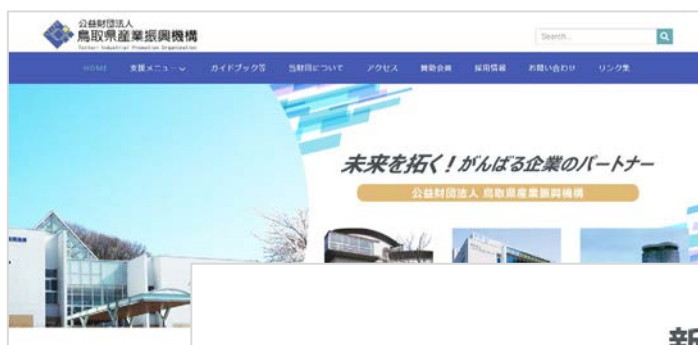 公益財団法人
鳥取県産業振興機構
Tottori Industrial Promotion Organization
Search...
HOME 支援メニュー ガイドブック等 当財団について アクセス 賛助会員 採用情報 お問い合わせ リンク集
未来を拓く！がんばる企業のパートナー
公益財団法人 鳥取県産業振興機構